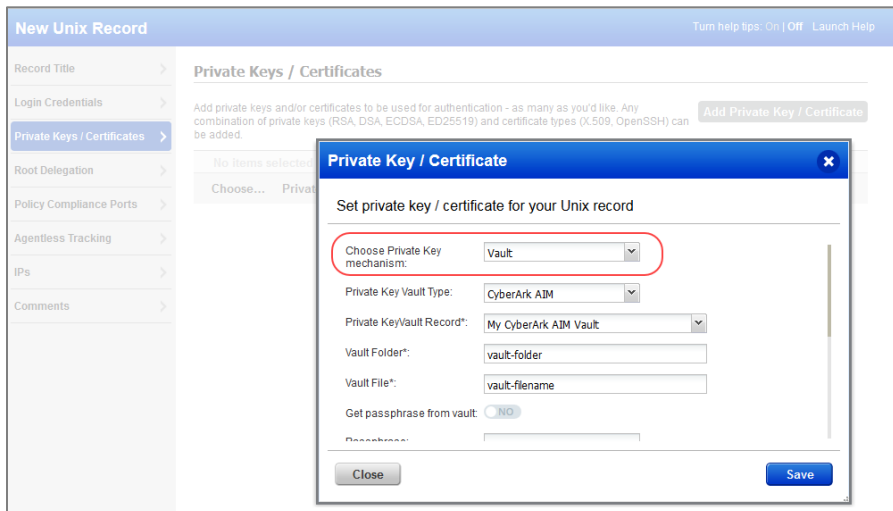 New Unix Record
Turn help tips: On | Off Launch Help
Record Title
Login Credentials
Private Keys / Certificates
Root Delegation
Policy Compliance Ports
Agentless Tracking
IPs
Comments
Private Keys / Certificates
Add private keys and/or certificates to be used for authentication - as many as you'd like. Any
combination of private keys (RSA, DSA, ECDSA, ED25519) and certificate types (X.509, OpenSSH) can
be added.
Add Private Key / Certificate
No Items selected
Choose... Privat
Private Key / Certificate
Set private key / certificate for your Unix record
Choose Private Key
mechanism:
Vault
Private Key Vault Type: CyberArk AIM
Private KeyVault Record*: My CyberArk AIM Vault
Vault Folder*: vault-folder
Vault File*: vault-filename
Get passphrase from vault: NO
Passphrase:
Close
Save